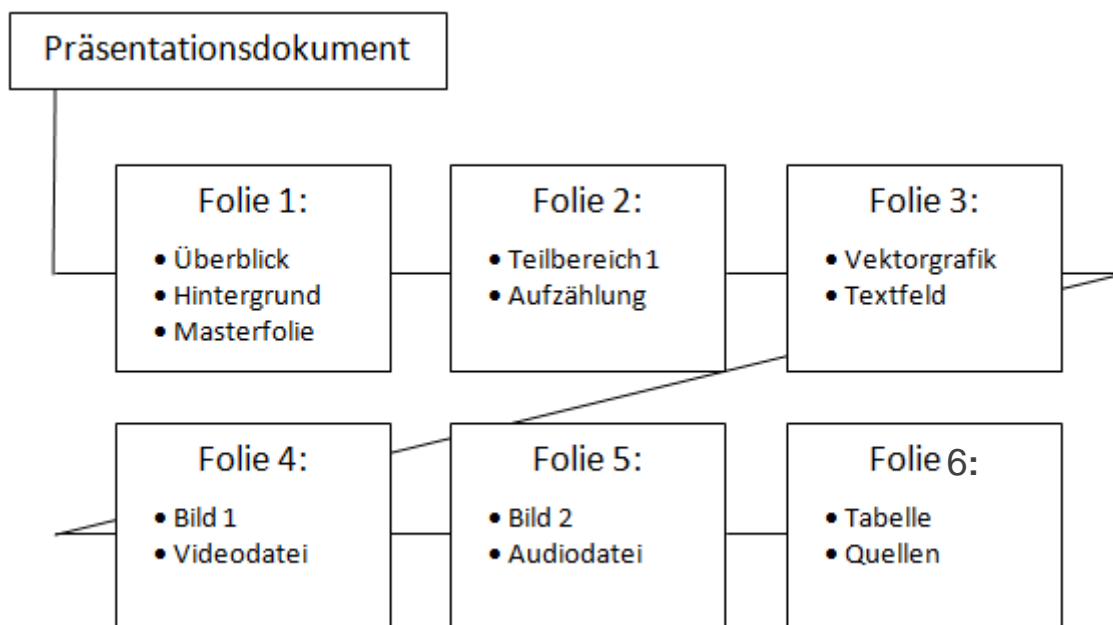 Präsentationsdokument
Folie 1:
• Überblick
• Hintergrund
• Masterfolie
Folie 2:
• Teilbereich 1
• Aufzählung
Folie 3:
• Vektorgrafik
• Textfeld
Folie 4:
• Bild 1
• Videodatei
Folie 5:
• Bild 2
• Audiodatei
Folie 6:
• Tabelle
• Quellen